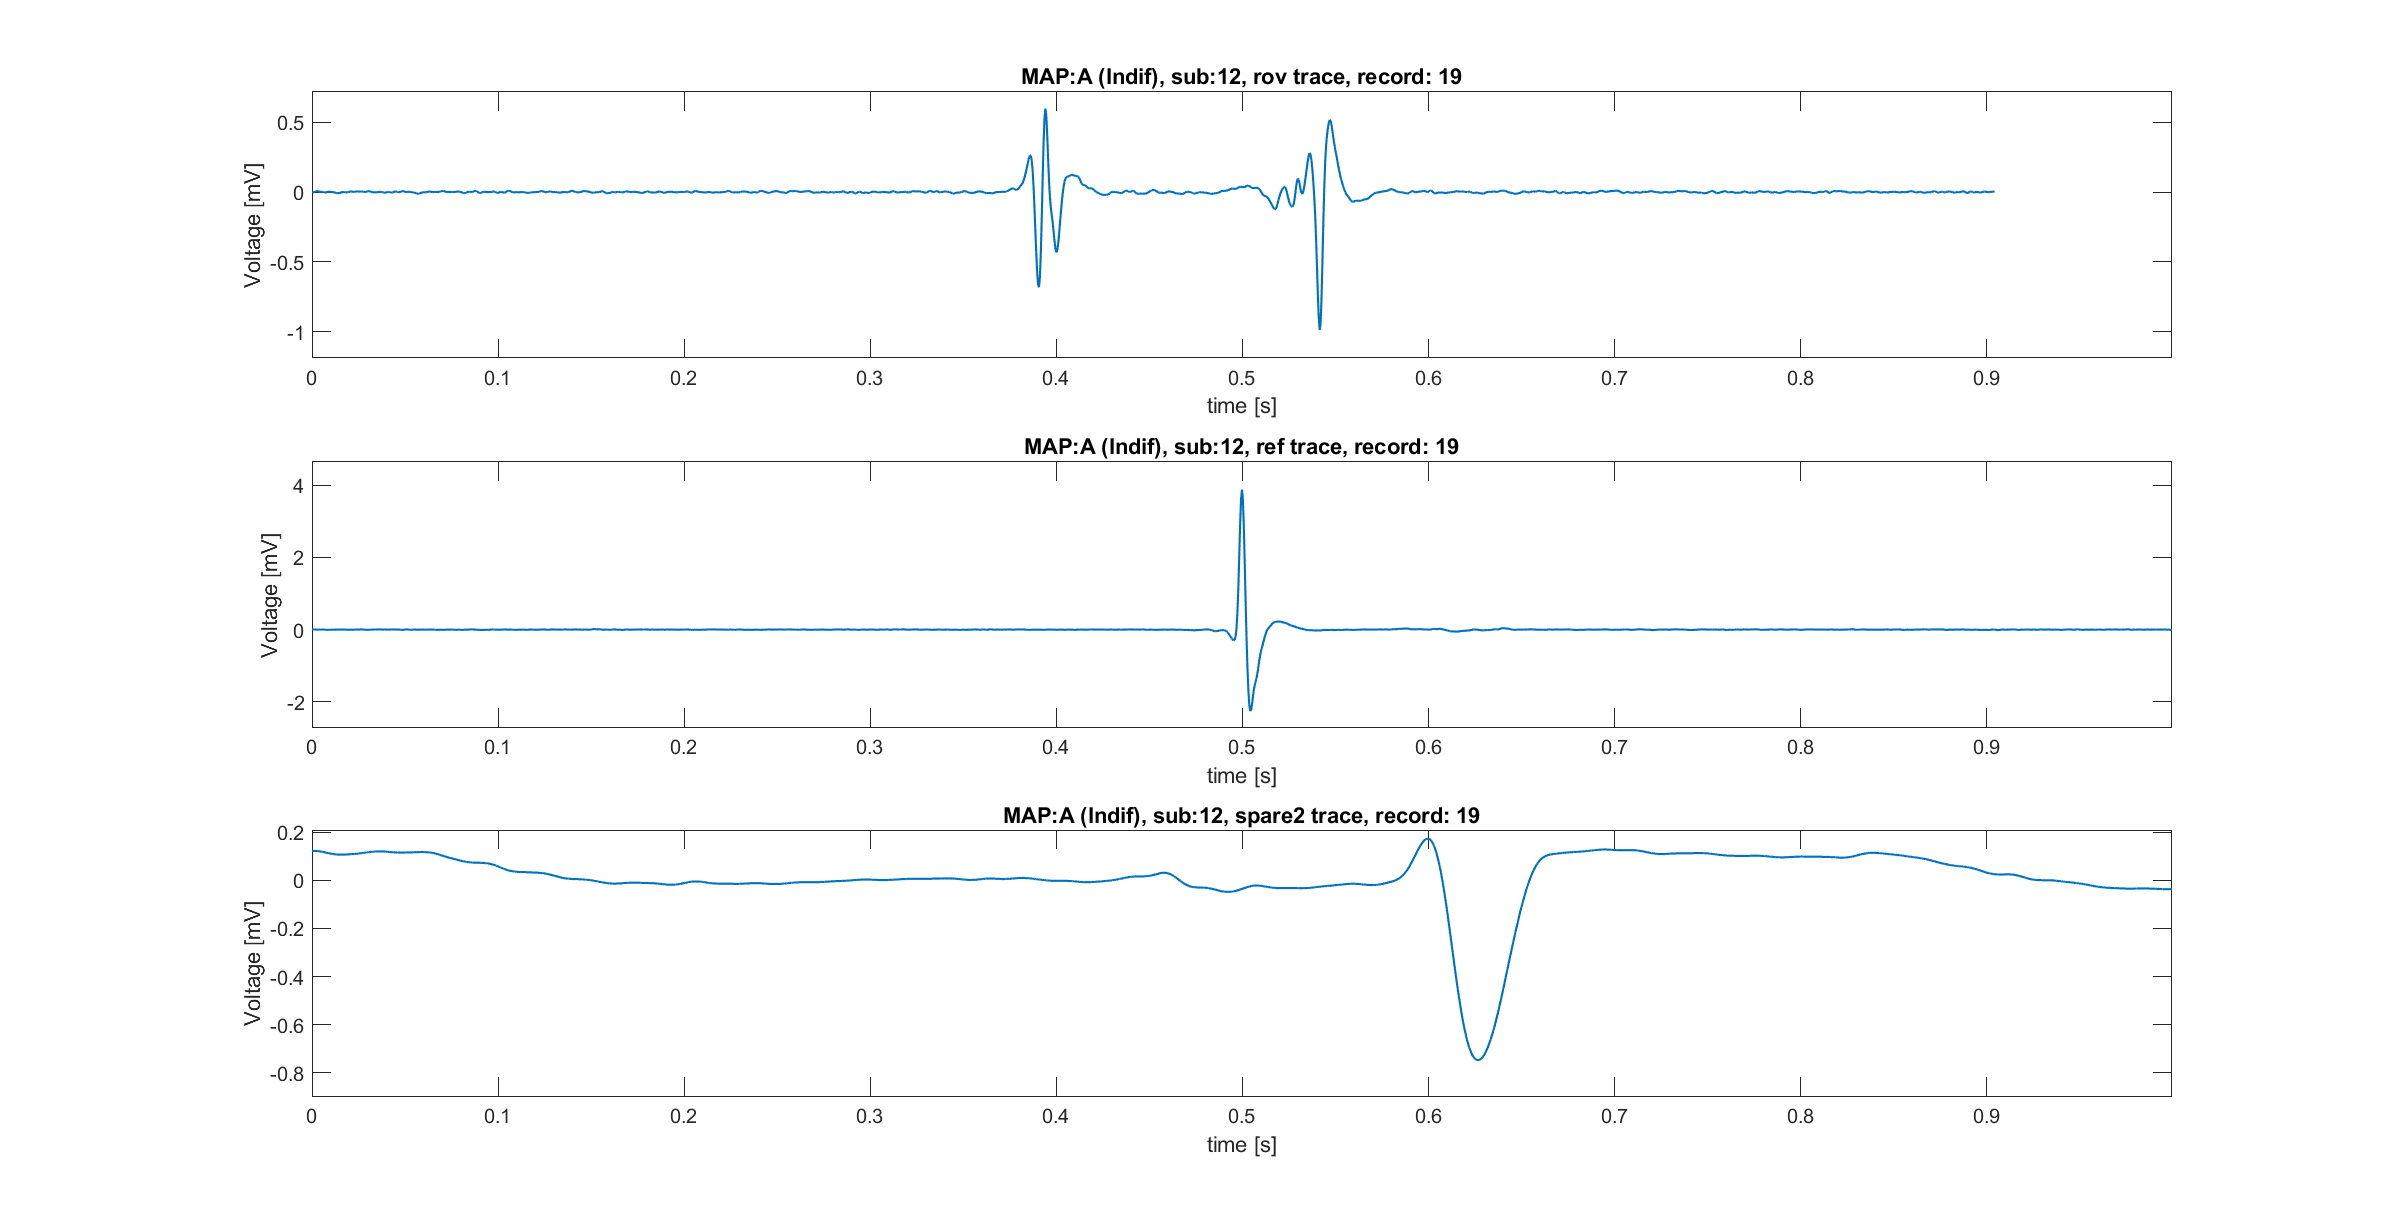 MAP:A (Indif), sub:12, rov trace, record: 19
Voltage [mV]
0.5
0
-0.5
-1
0 0.1 0.2 0.3 0.4 0.5 0.6 0.7 0.8 0.9
time [s]
MAP:A (Indif), sub:12, ref trace, record: 19
Voltage [mV]
4
2
0
-2
0 0.1 0.2 0.3 0.4 0.5 0.6 0.7 0.8 0.9
time [s]
MAP:A (Indif), sub:12, spare2 trace, record: 19
Voltage [mV]
0.2
0
-0.2
-0.4
-0.6
-0.8
0 0.1 0.2 0.3 0.4 0.5 0.6 0.7 0.8 0.9
time [s]